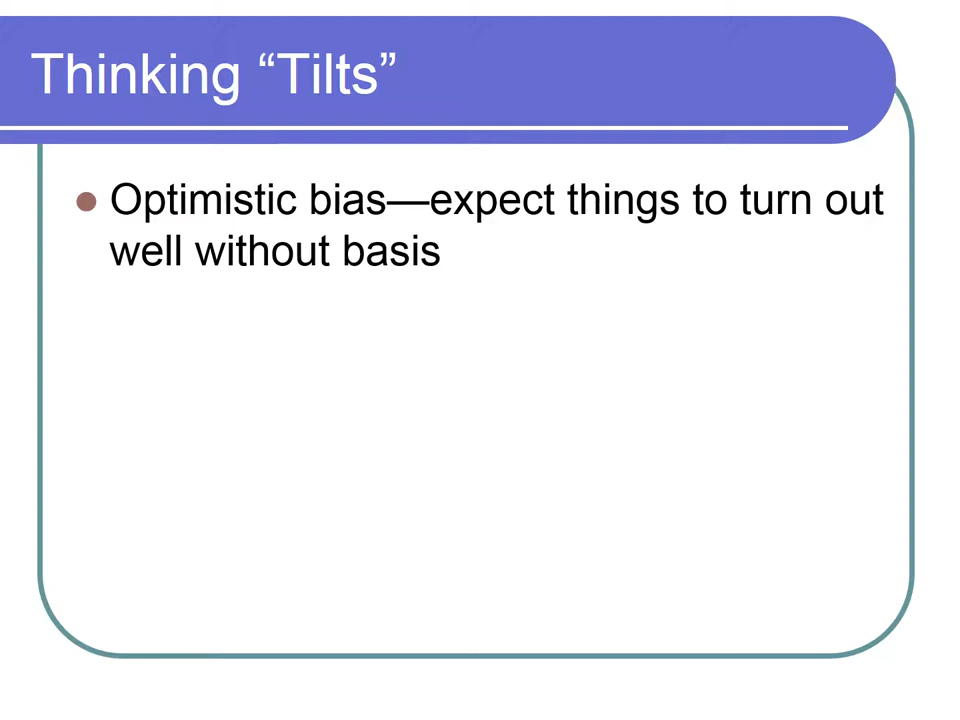 Thinking “Tilts”
Optimistic bias—expect things to turn out
well without basis